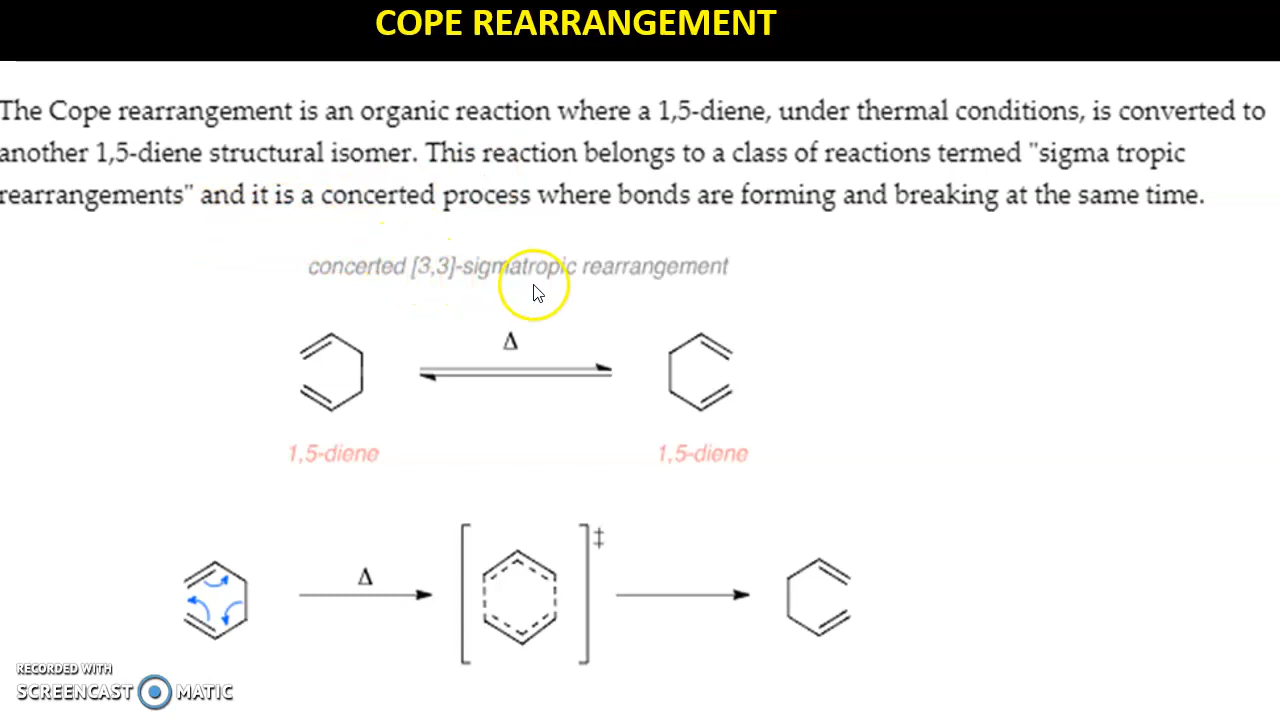 COPE REARRANGEMENT
The Cope rearrangement is an organic reaction where a 1,5-diene, under thermal conditions, is converted to
another 1,5-diene structural isomer. This reaction belongs to a class of reactions termed "sigma tropic
rearrangements" and it is a concerted process where bonds are forming and breaking at the same time.
concerted [3,3]-sigmatropic rearrangement
Δ
1,5-diene 1,5-diene
Δ ‡
RECORDED WITH
SCREENCAST MATIC